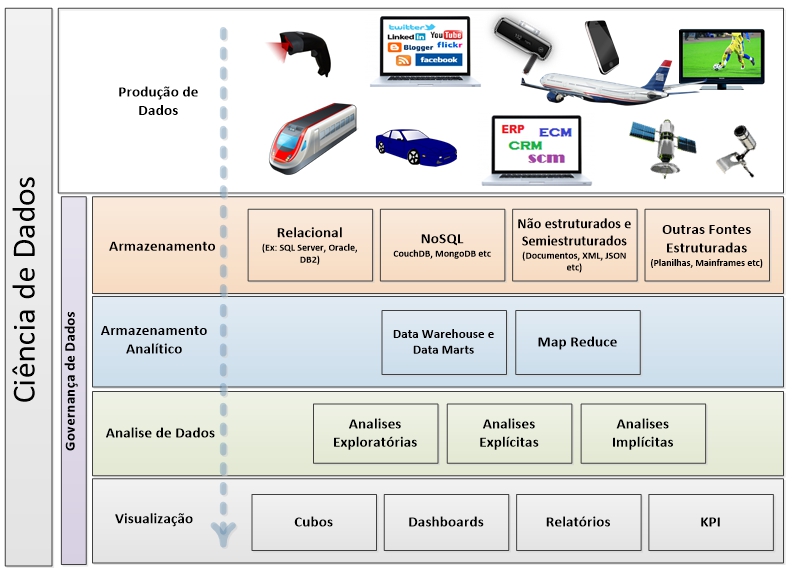 Ciência de Dados
Produção de
Dados
twitter
Linked in
You Tube
Blogger
flickr
facebook
ERP
ECM
CRM
scm
Governança de Dados
Armazenamento
Relacional
(Ex: SQL Server, Oracle,
DB2)
NoSQL
CouchDB, MongoDB etc
Não estruturados e
Semiestruturados
(Documentos, XML, JSON
etc)
Outras Fontes
Estruturadas
(Planilhas, Mainframes etc)
Armazenamento
Analítico
Data Warehouse e
Data Marts
Map Reduce
Analise de Dados
Analises
Exploratórias
Analises
Explícitas
Analises
Implícitas
Visualização
Cubos
Dashboards
Relatórios
KPI